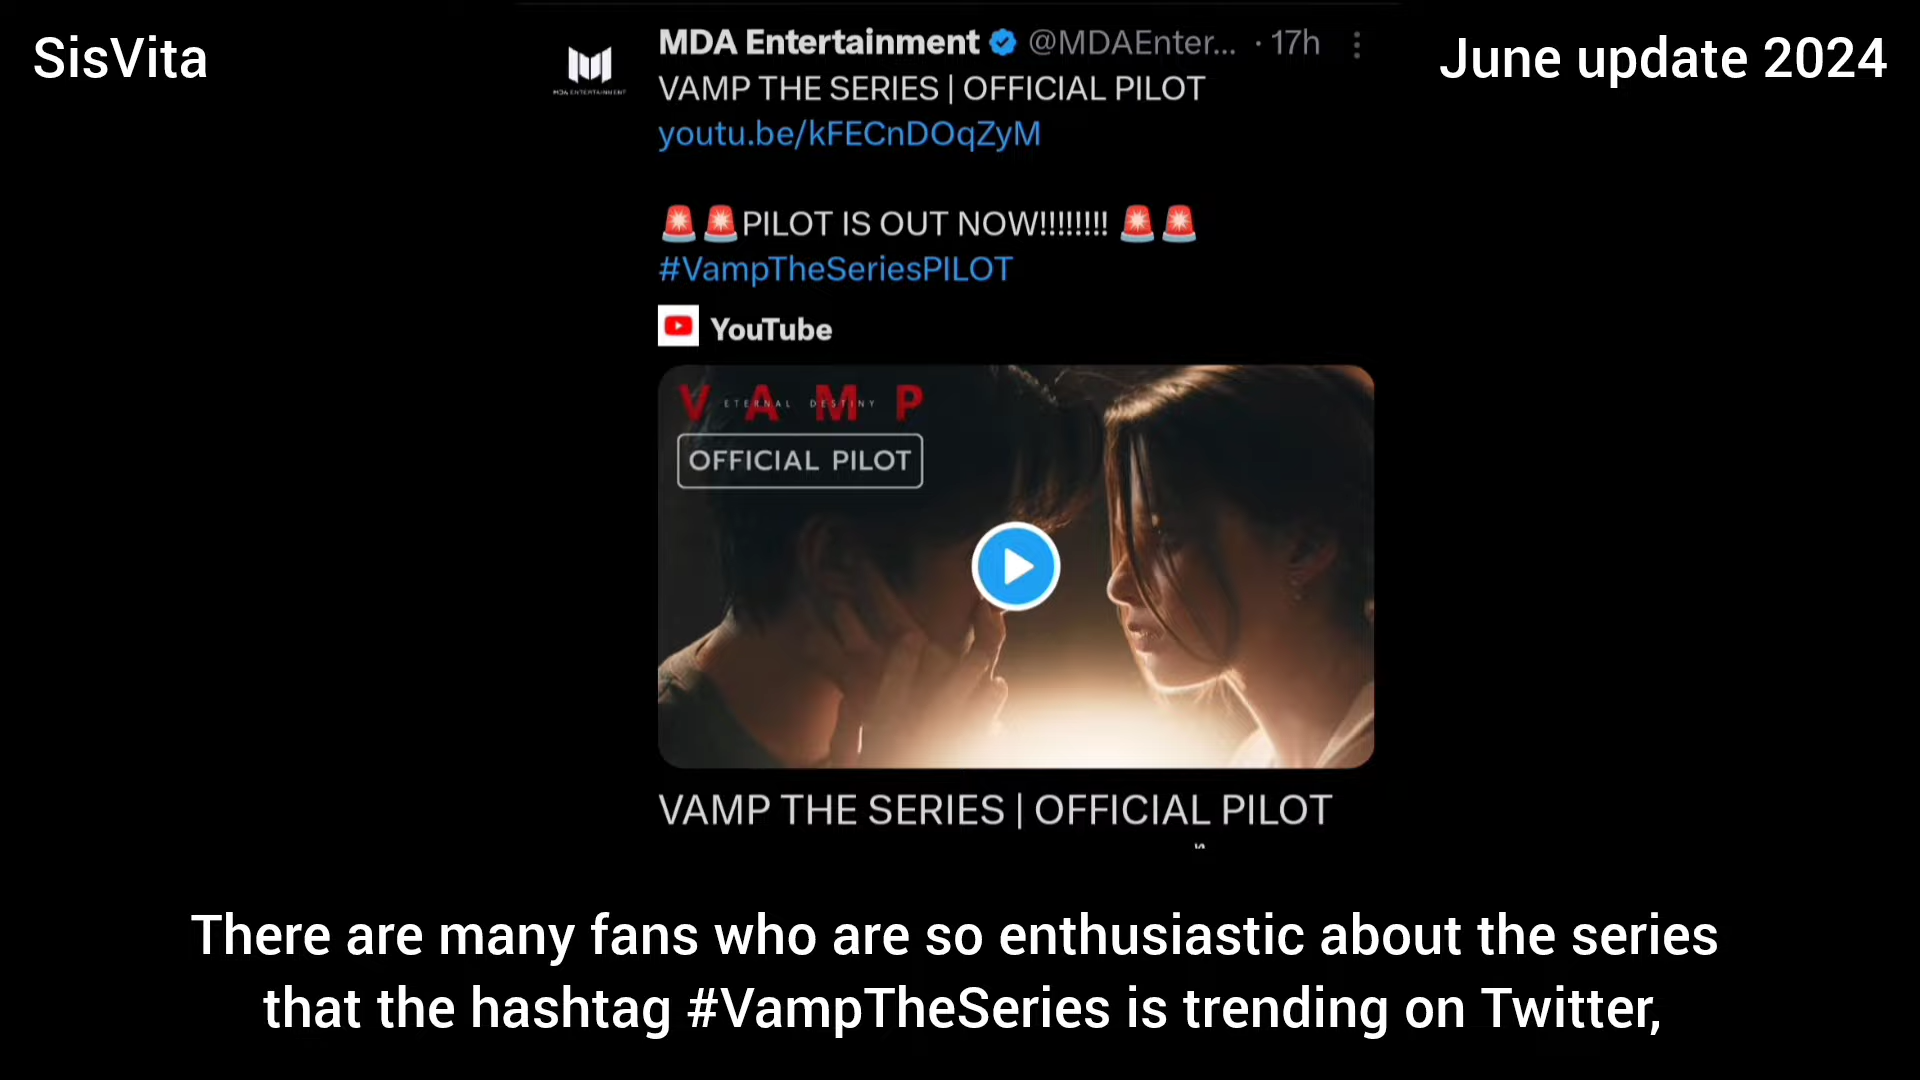 SisVita
June update 2024
MDA Entertainment @MDAEnter... · 17h
MDA ENTERTAINMENT
VAMP THE SERIES | OFFICIAL PILOT
youtu.be/kFECnDOqZyM
🚨🚨PILOT IS OUT NOW!!!!!!!! 🚨🚨
#VampTheSeriesPILOT
YouTube
VAMP
ETERNAL DESTINY
OFFICIAL PILOT
VAMP THE SERIES | OFFICIAL PILOT
There are many fans who are so enthusiastic about the series
that the hashtag #VampTheSeries is trending on Twitter,